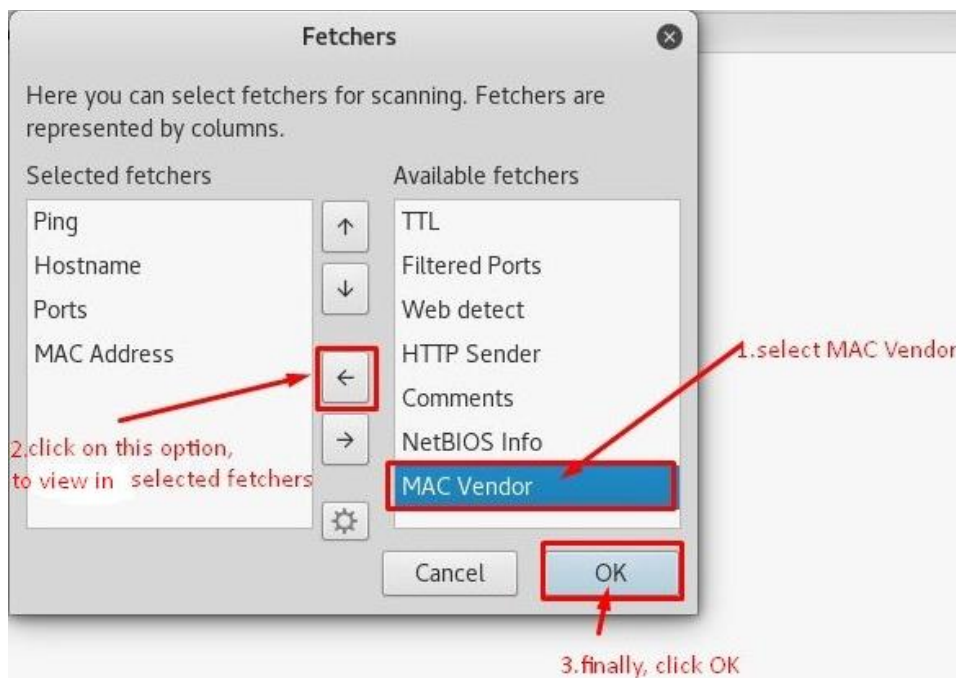 Fetchers
Here you can select fetchers for scanning. Fetchers are
represented by columns.
Selected fetchers
Ping
Hostname
Ports
MAC Address
Available fetchers
TTL
Filtered Ports
Web detect
HTTP Sender
Comments
NetBIOS Info
MAC Vendor
1.select MAC Vendor
2.click on this option,
to view in selected fetchers
Cancel
OK
3.finally, click OK